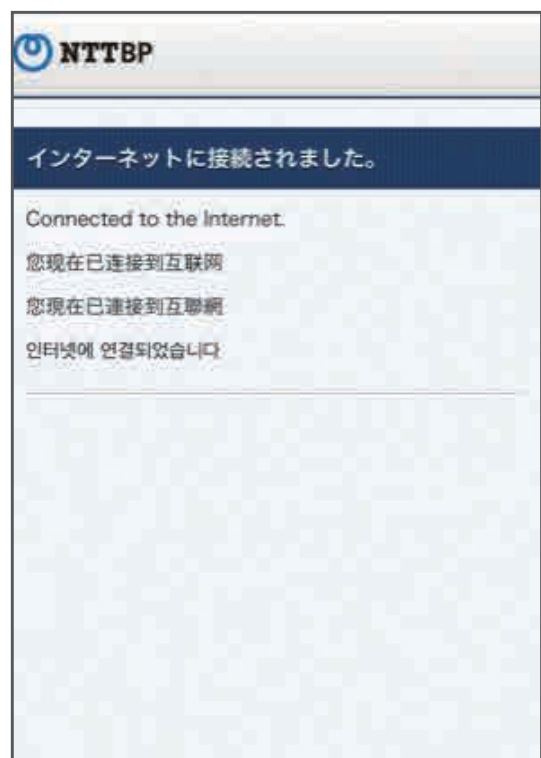 NTTBP
インターネットに接続されました。
Connected to the Internet.
您现在已连接到互联网
您現在已連接到互聯網
인터넷에 연결되었습니다